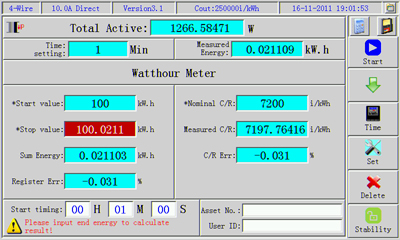 4-Wire 10.0A Direct Version3.1 Cout:250000i/kWh 16-11-2011 19:01:53
Total Active: 1266.58471 W
Time setting: 1 Min Measured Energy: 0.021109 kW.h
Watthour Meter
*Start value: 100 kW.h *Nominal C/R: 7200 i/kWh
*Stop value: 100.0211 kW.h Measured C/R: 7197.76416 i/kWh
Sum Energy: 0.021103 kW.h C/R Err: -0.031 %
Register Err: -0.031 %
Start timing: 00 H 01 M 00 S Asset No.:
Please input end energy to calculate result! User ID:
Start
Time
Set
Delete
Stability